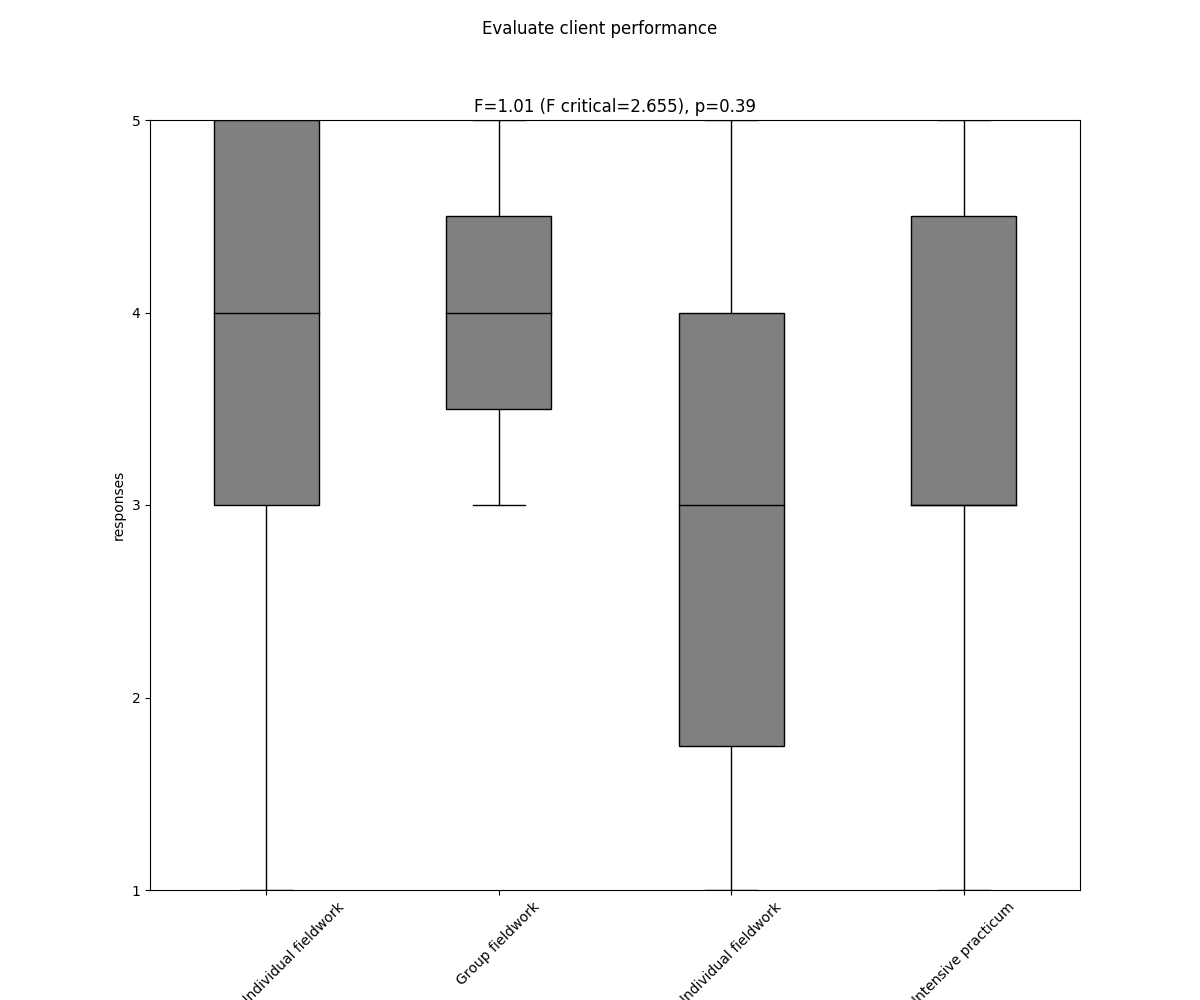 Evaluate client performance
F=1.01 (F critical=2.655), p=0.39
5
4
3
2
1
responses
Individual fieldwork
Group fieldwork
Individual fieldwork
Intensive practicum